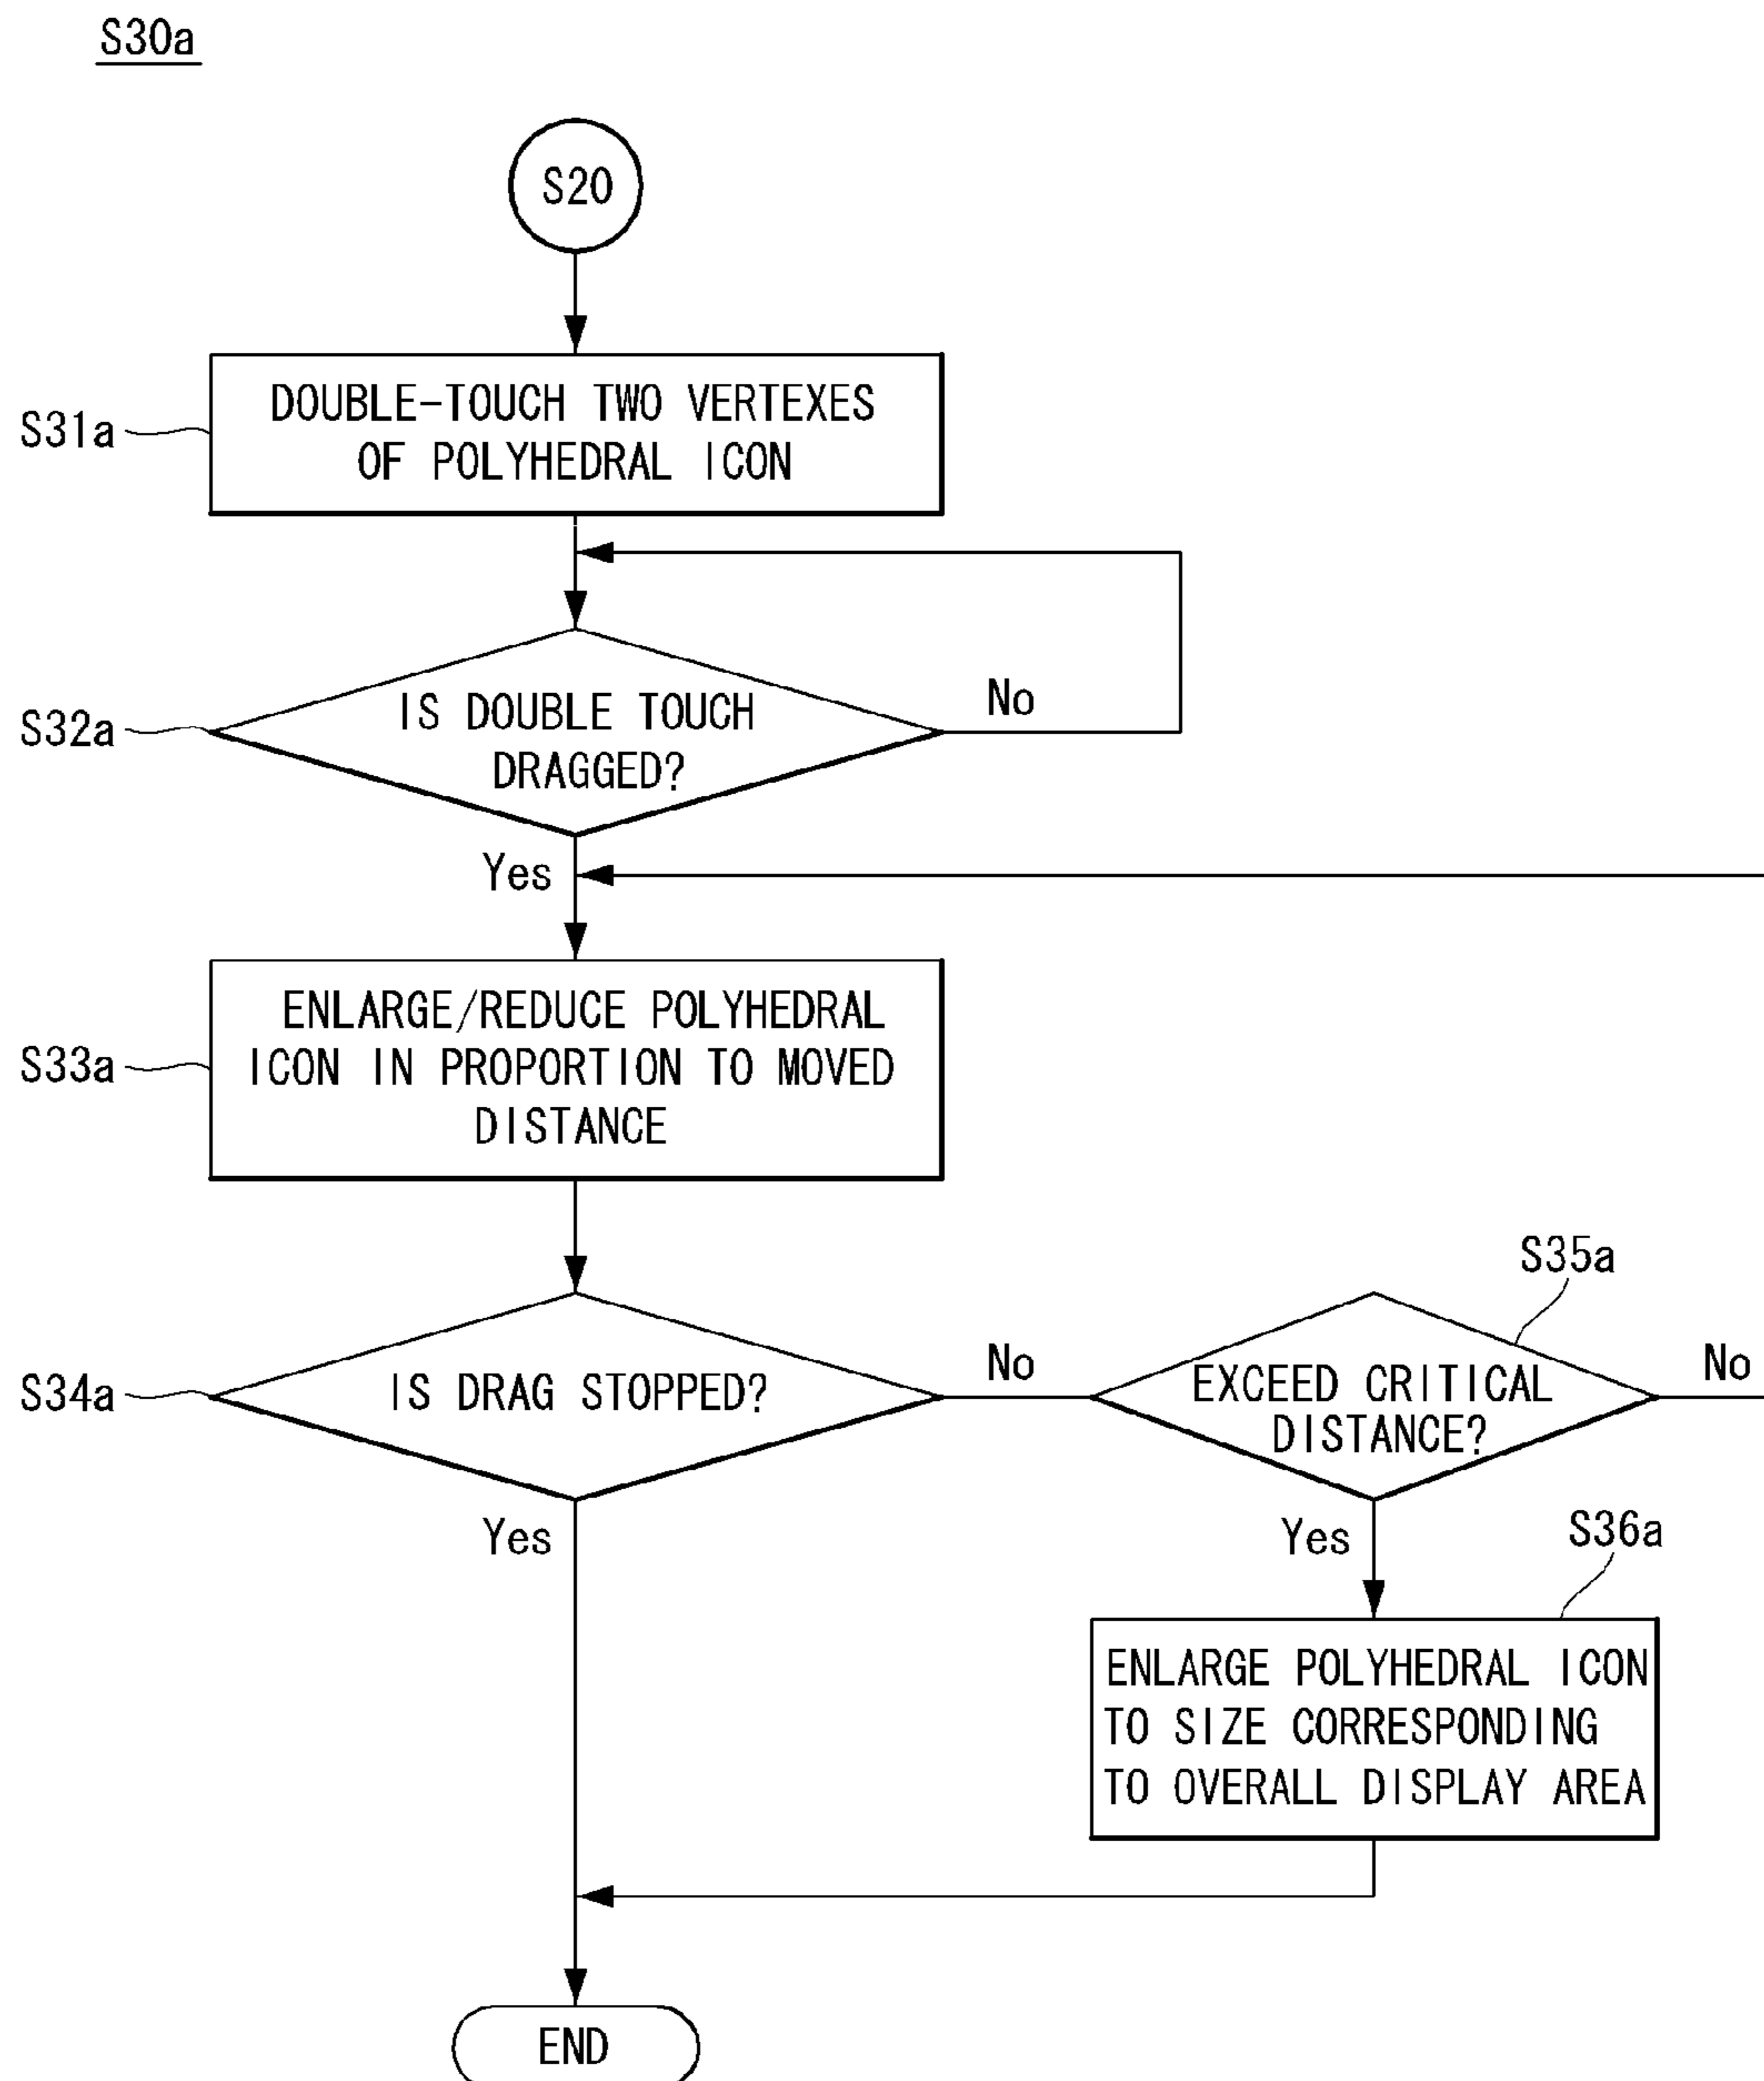 S30a
S20
S31a
DOUBLE-TOUCH TWO VERTEXES
OF POLYHEDRAL ICON
S32a
IS DOUBLE TOUCH
DRAGGED?
No
Yes
S33a
ENLARGE/REDUCE POLYHEDRAL
ICON IN PROPORTION TO MOVED
DISTANCE
S34a
IS DRAG STOPPED?
No
Yes
S35a
EXCEED CRITICAL
DISTANCE?
No
Yes
S36a
ENLARGE POLYHEDRAL ICON
TO SIZE CORRESPONDING
TO OVERALL DISPLAY AREA
END